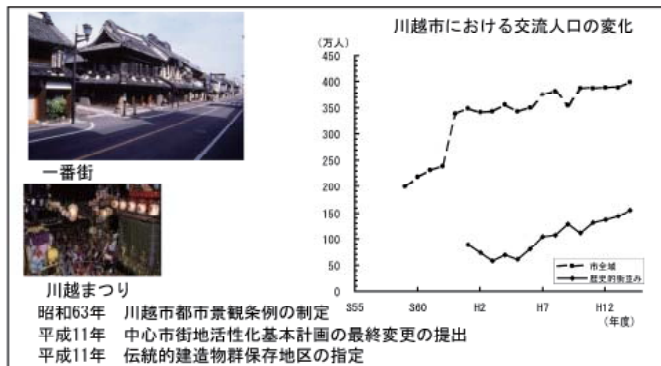 川越市における交流人口の変化
(万人)
450
400
350
300
250
200
150
100
50
0
S55
S60
H2
H7
H12
(年度)
市全域
歴史的街並み
一番街
川越まつり
昭和63年　川越市都市景観条例の制定
平成11年　中心市街地活性化基本計画の最終変更の提出
平成11年　伝統的建造物群保存地区の指定